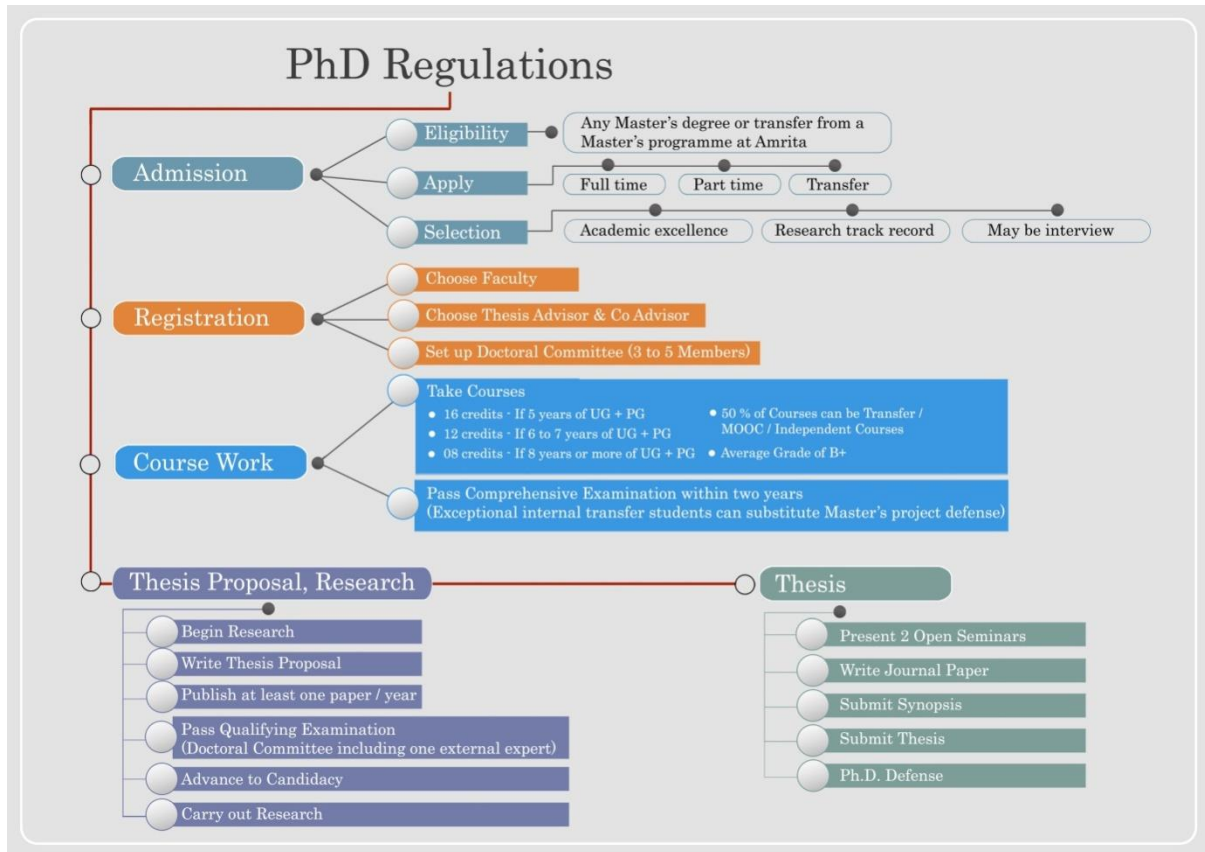 PhD Regulations
Admission
Eligibility
Any Master's degree or transfer from a
Master's programme at Amrita
Apply
Full time
Part time
Transfer
Selection
Academic excellence
Research track record
May be interview
Registration
Choose Faculty
Choose Thesis Advisor & Co Advisor
Set up Doctoral Committee (3 to 5 Members)
Course Work
Take Courses
16 credits - If 5 years of UG + PG
12 credits - If 6 to 7 years of UG + PG
08 credits - If 8 years or more of UG + PG
50 % of Courses can be Transfer /
MOOC / Independent Courses
Average Grade of B+
Pass Comprehensive Examination within two years
(Exceptional internal transfer students can substitute Master's project defense)
Thesis Proposal, Research
Begin Research
Write Thesis Proposal
Publish at least one paper / year
Pass Qualifying Examination
(Doctoral Committee including one external expert)
Advance to Candidacy
Carry out Research
Thesis
Present 2 Open Seminars
Write Journal Paper
Submit Synopsis
Submit Thesis
Ph.D. Defense